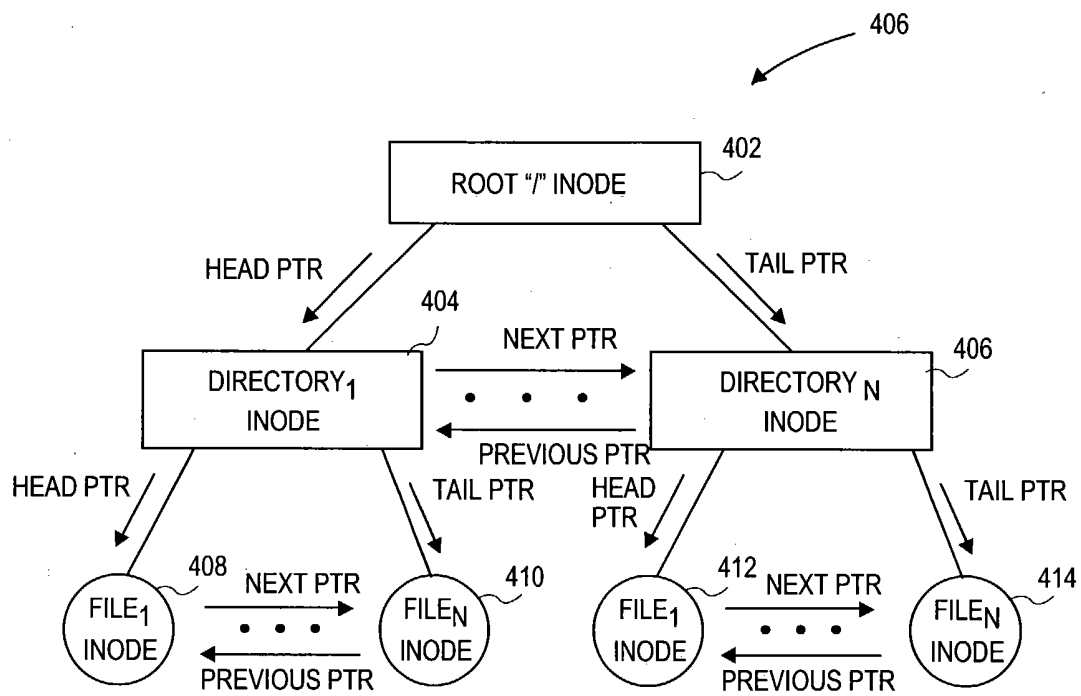 406
402
ROOT "/" INODE
HEAD PTR
TAIL PTR
404
NEXT PTR
406
DIRECTORY₁
INODE
• • •
DIRECTORY N
INODE
PREVIOUS PTR
HEAD PTR
TAIL PTR
HEAD
PTR
TAIL PTR
408
NEXT PTR
410
412
NEXT PTR
414
FILE₁
INODE
• • •
FILE_N
INODE
FILE₁
INODE
• • •
FILE_N
INODE
PREVIOUS PTR
PREVIOUS PTR